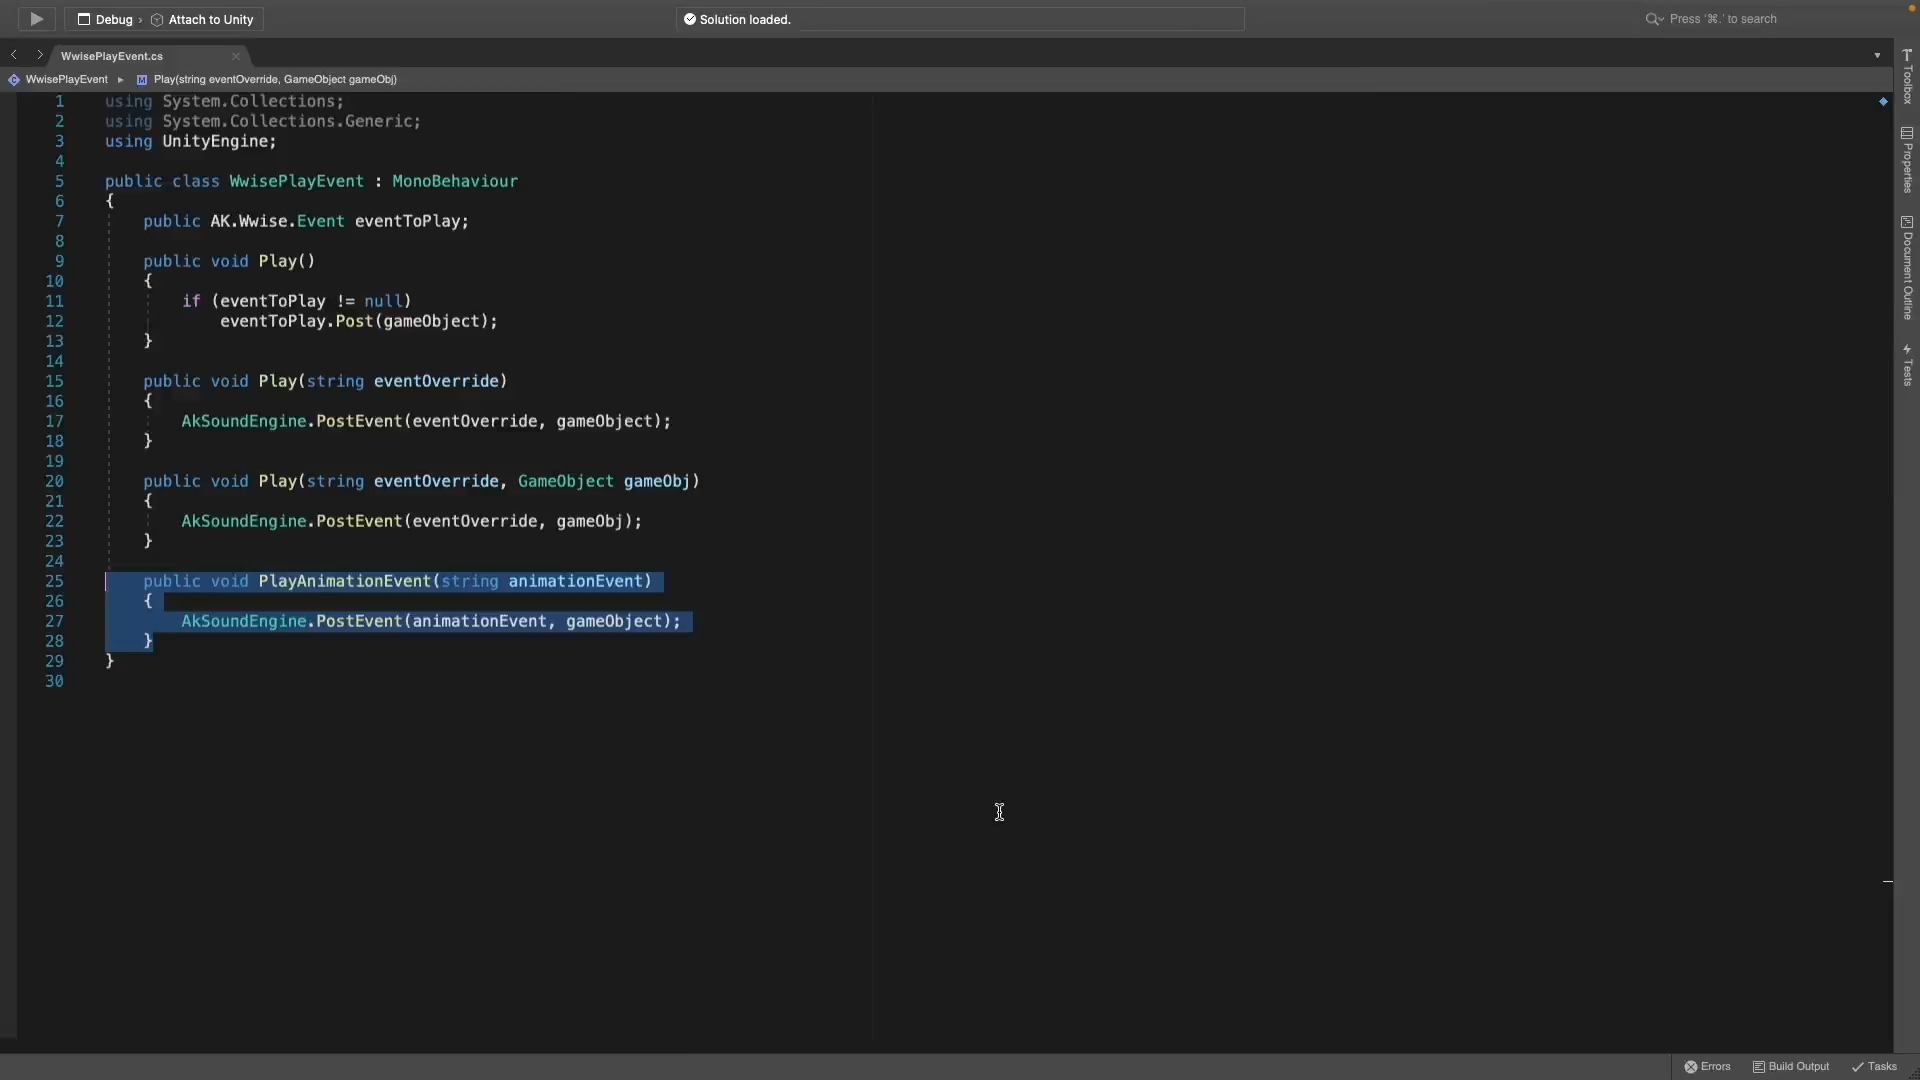 Debug › Attach to Unity
Solution loaded.
Press ‘⌘.’ to search
WwisePlayEvent.cs
WwisePlayEvent
M Play(string eventOverride, GameObject gameObj)
1 using System.Collections;
2 using System.Collections.Generic;
3 using UnityEngine;
4
5 public class WwisePlayEvent : MonoBehaviour
6 {
7 public AK.Wwise.Event eventToPlay;
8
9 public void Play()
10 {
11 if (eventToPlay != null)
12 eventToPlay.Post(gameObject);
13 }
14
15 public void Play(string eventOverride)
16 {
17 AkSoundEngine.PostEvent(eventOverride, gameObject);
18 }
19
20 public void Play(string eventOverride, GameObject gameObj)
21 {
22 AkSoundEngine.PostEvent(eventOverride, gameObj);
23 }
24
25 public void PlayAnimationEvent(string animationEvent)
26 {
27 AkSoundEngine.PostEvent(animationEvent, gameObject);
28 }
29 }
30
Toolbox
Properties
Document Outline
Tests
Errors
Build Output
Tasks